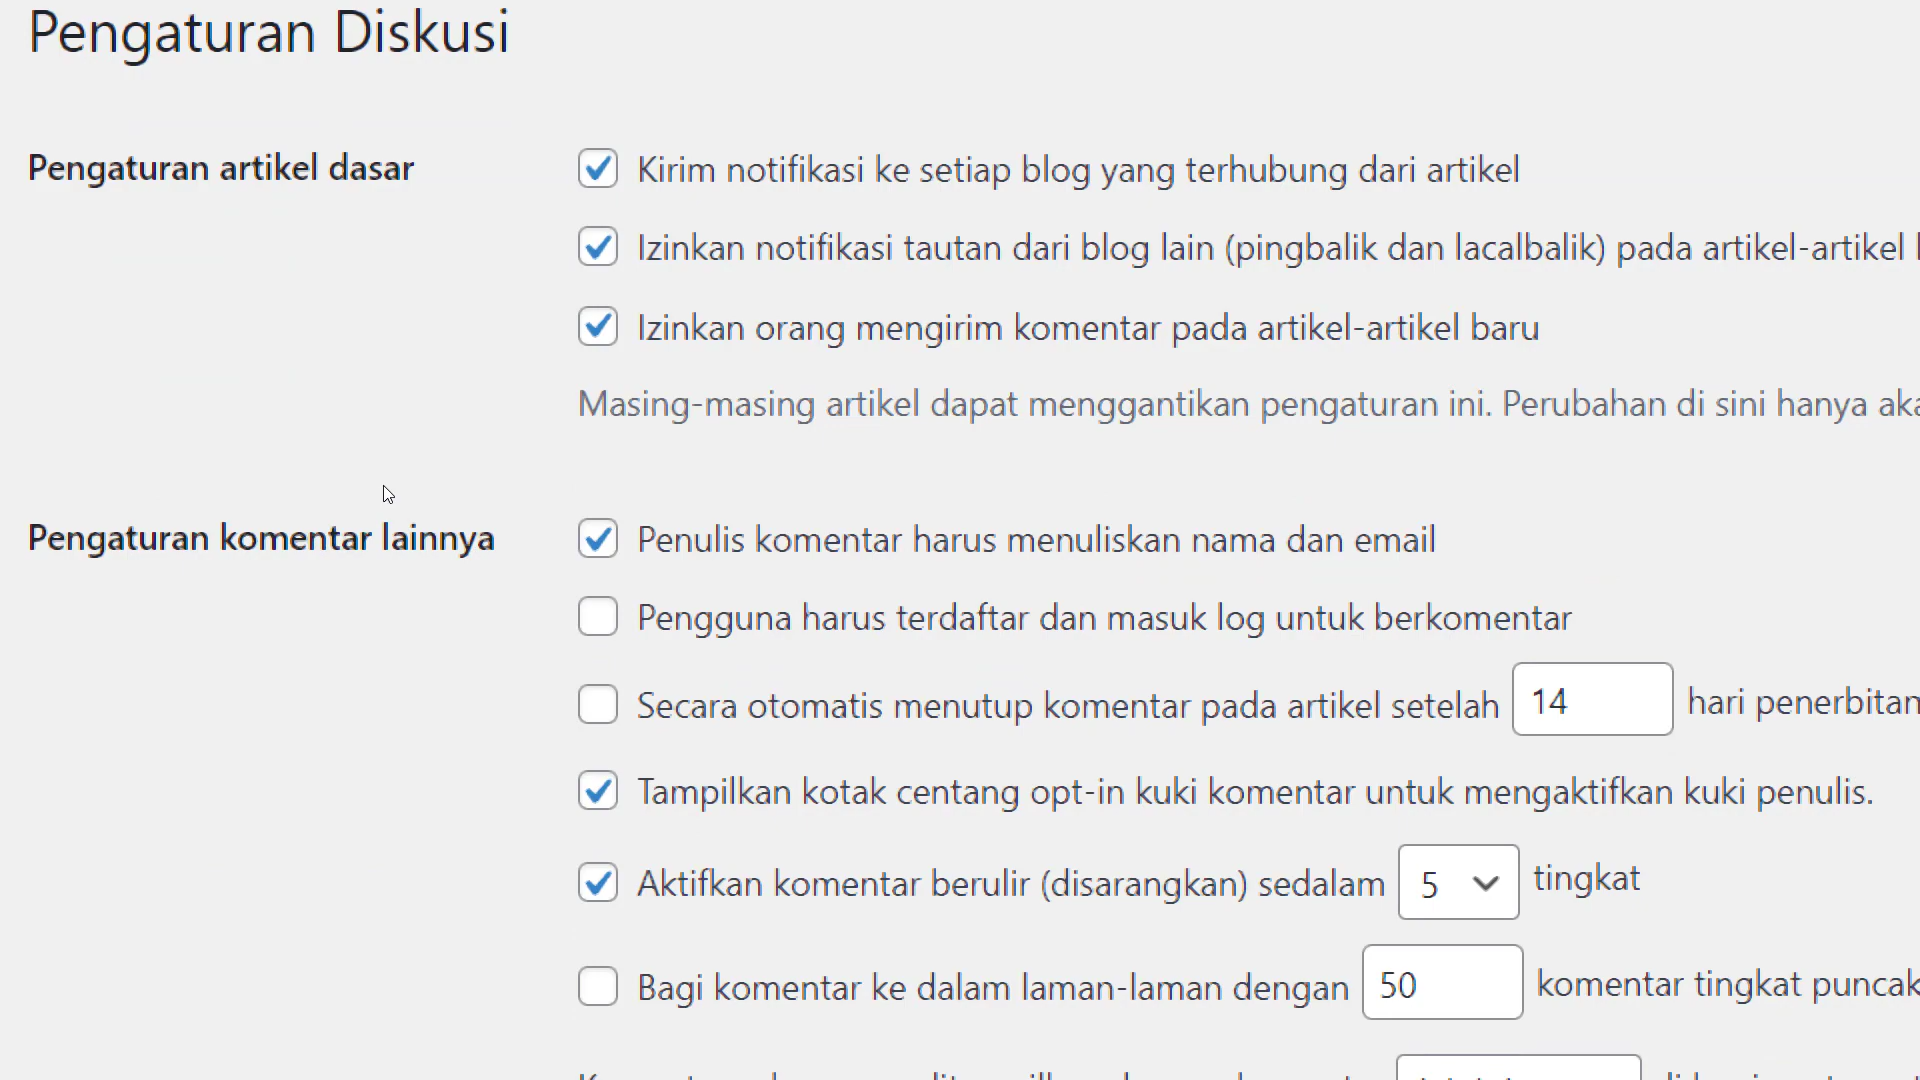 Pengaturan Diskusi
Pengaturan artikel dasar
Kirim notifikasi ke setiap blog yang terhubung dari artikel
Izinkan notifikasi tautan dari blog lain (pingbalik dan lacalbalik) pada artikel-artikel
Izinkan orang mengirim komentar pada artikel-artikel baru
Masing-masing artikel dapat menggantikan pengaturan ini. Perubahan di sini hanya
Pengaturan komentar lainnya
Penulis komentar harus menuliskan nama dan email
Pengguna harus terdaftar dan masuk log untuk berkomentar
Secara otomatis menutup komentar pada artikel setelah 14 hari penerbitan
Tampilkan kotak centang opt-in kuki komentar untuk mengaktifkan kuki penulis.
Aktifkan komentar berulir (disarangkan) sedalam 5 tingkat
Bagi komentar ke dalam laman-laman dengan 50 komentar tingkat puncak